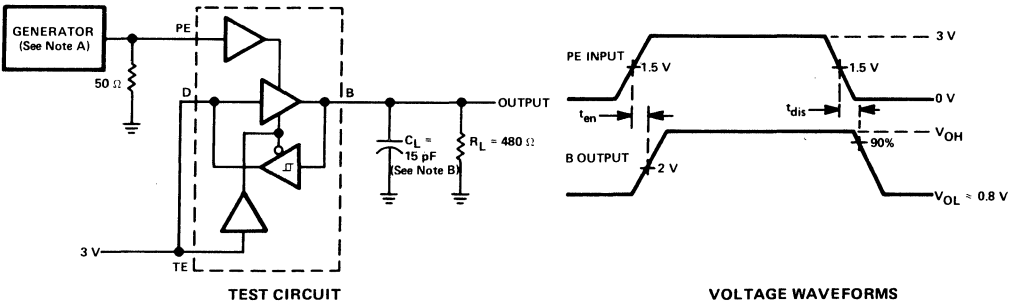 GENERATOR
(See Note A)
PE
50 Ω
D
B
OUTPUT
C_L =
15 pF
(See Note B)
R_L = 480 Ω
3 V
TE
TEST CIRCUIT
PE INPUT
1.5 V
1.5 V
3 V
0 V
t_en
t_dis
B OUTPUT
2 V
V_OH
90%
V_OL ≈ 0.8 V
VOLTAGE WAVEFORMS